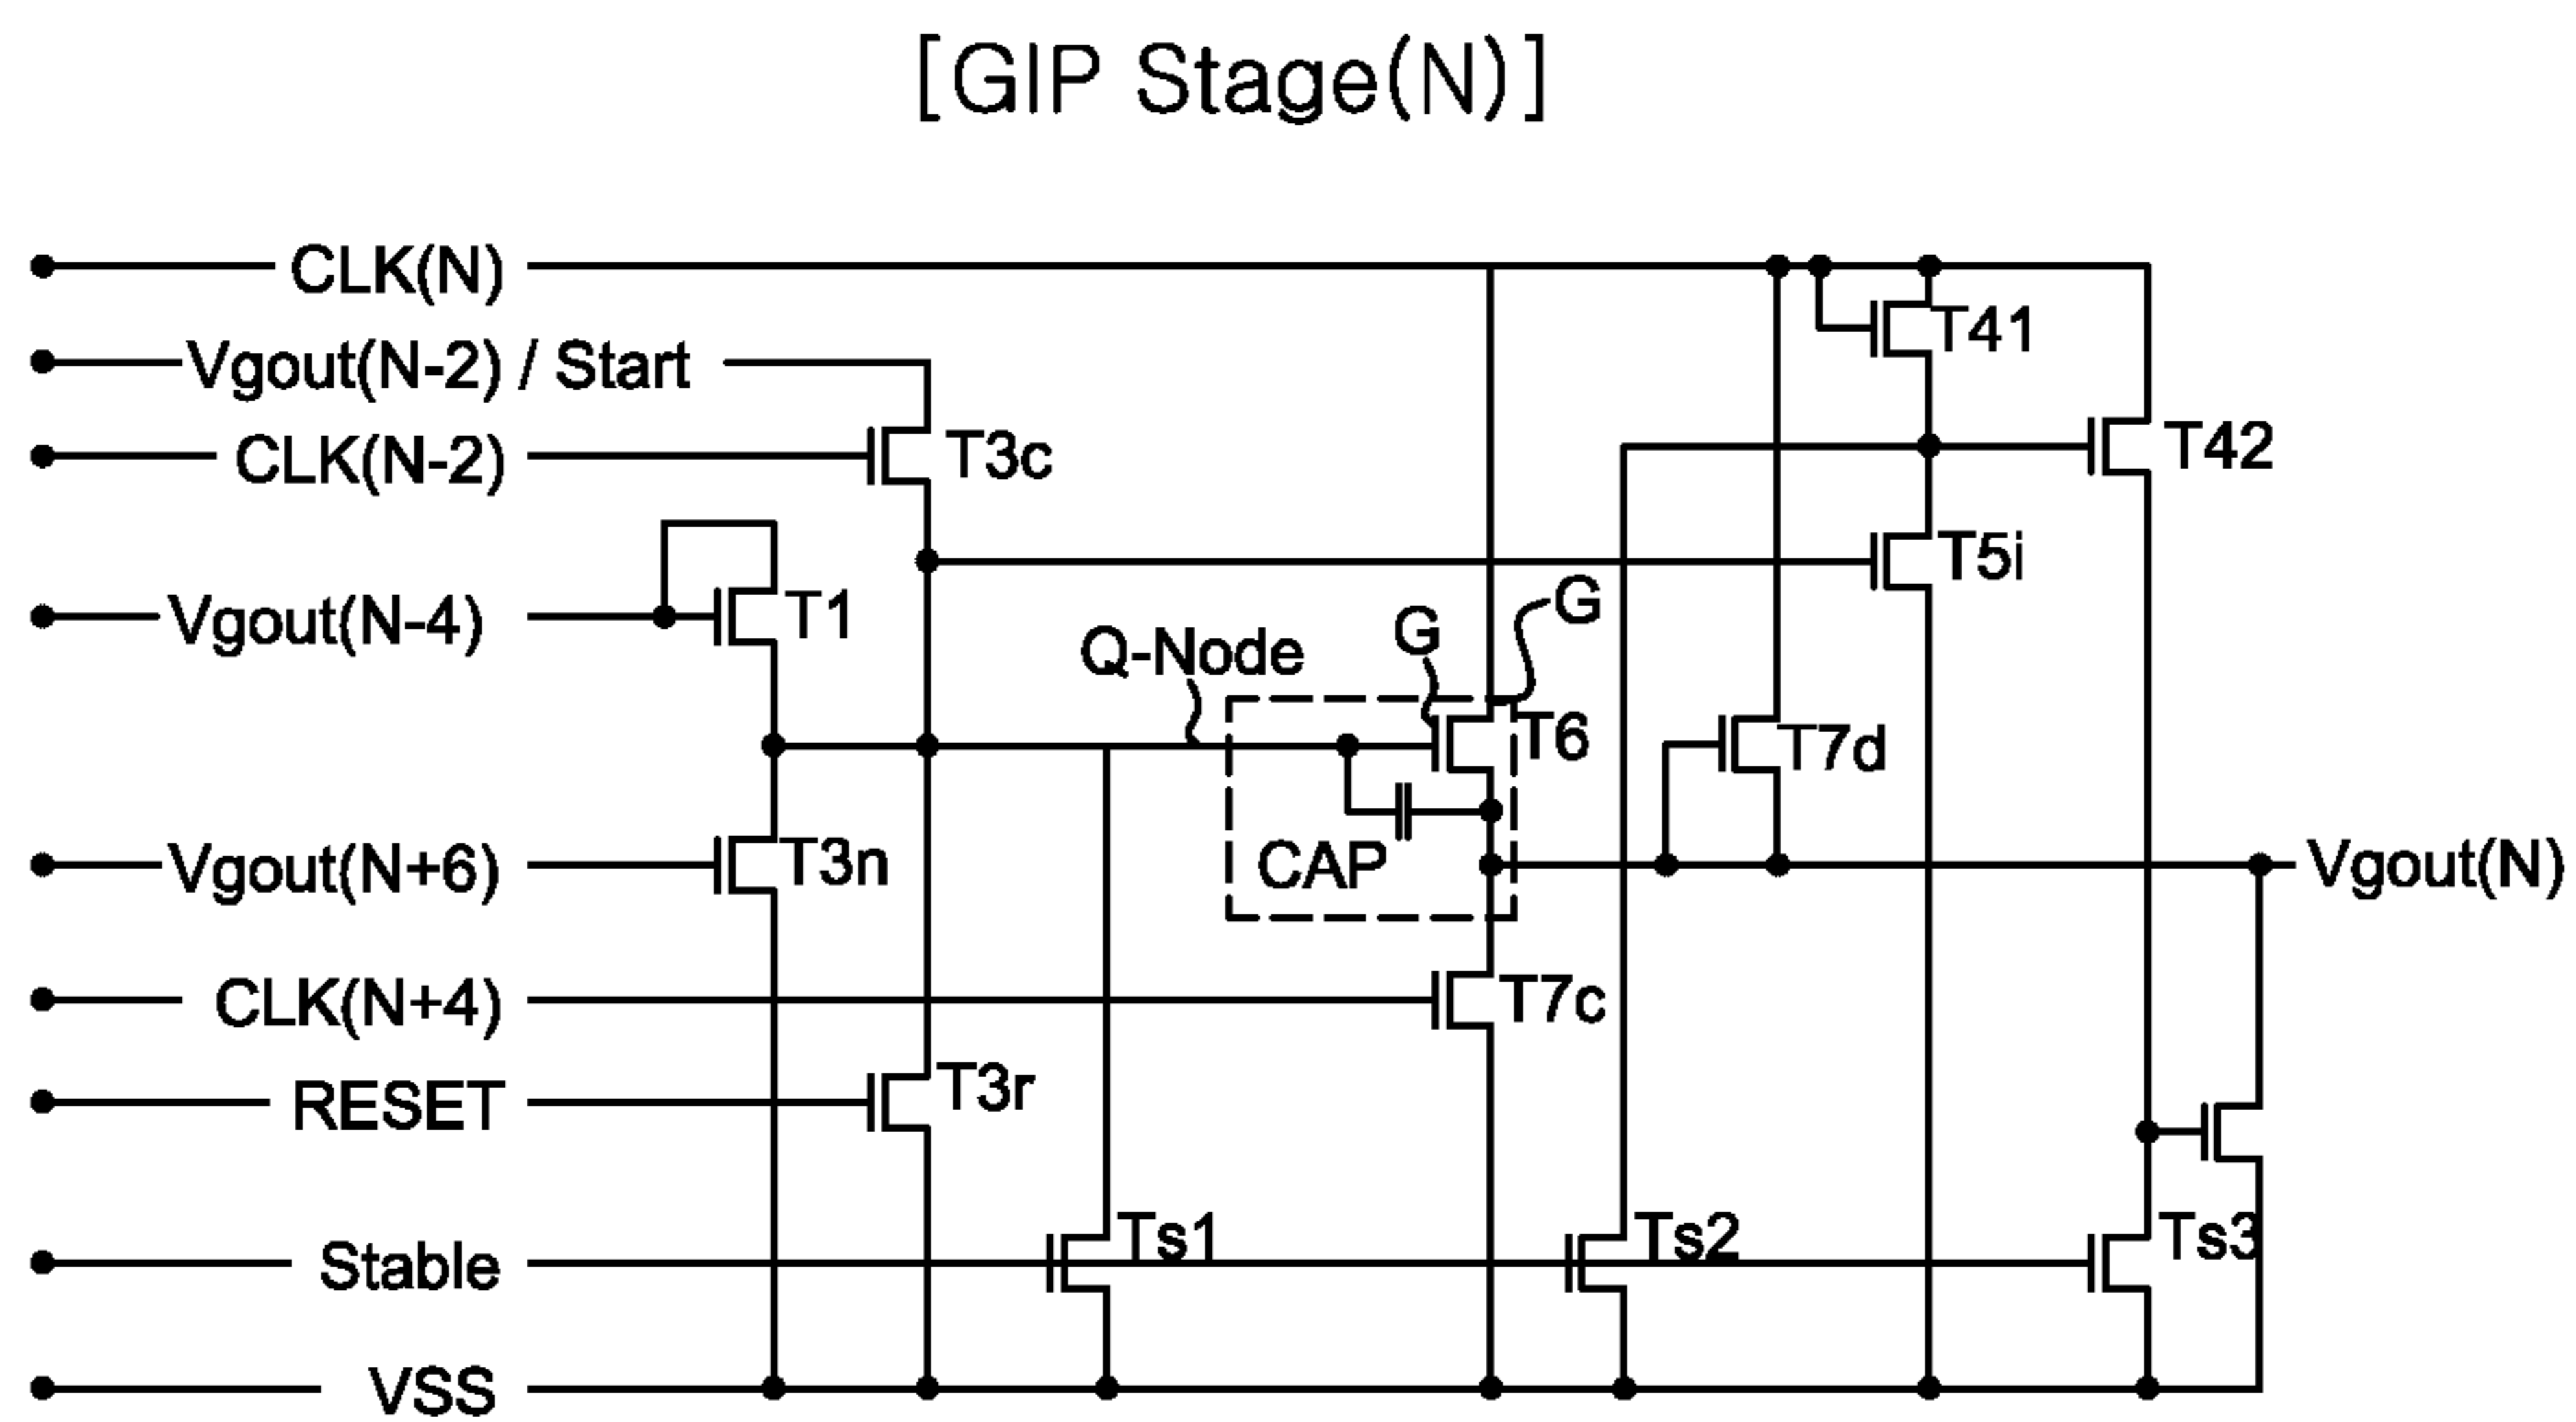 [GIP Stage(N)]
CLK(N)
T41
Vgout(N-2) / Start
T3c
T42
CLK(N-2)
T5i
T1
Vgout(N-4)
G
G
Q-Node
T6
T7d
Vgout(N+6)
T3n
CAP
Vgout(N)
CLK(N+4)
T7c
RESET
T3r
Stable
Ts1
Ts2
Ts3
VSS